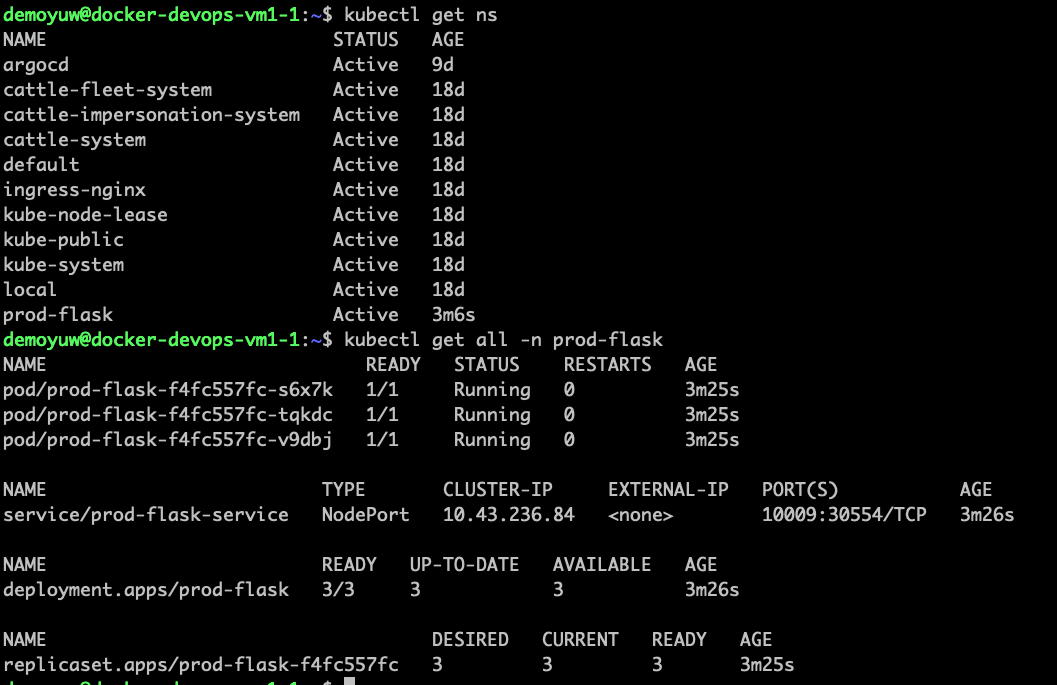 demoyuw@docker-devops-vm1-1:~$ kubectl get ns
NAME STATUS AGE
argocd Active 9d
cattle-fleet-system Active 18d
cattle-impersonation-system Active 18d
cattle-system Active 18d
default Active 18d
ingress-nginx Active 18d
kube-node-lease Active 18d
kube-public Active 18d
kube-system Active 18d
local Active 18d
prod-flask Active 3m6s
demoyuw@docker-devops-vm1-1:~$ kubectl get all -n prod-flask
NAME READY STATUS RESTARTS AGE
pod/prod-flask-f4fc557fc-s6x7k 1/1 Running 0 3m25s
pod/prod-flask-f4fc557fc-tqkdc 1/1 Running 0 3m25s
pod/prod-flask-f4fc557fc-v9dbj 1/1 Running 0 3m25s
NAME TYPE CLUSTER-IP EXTERNAL-IP PORT(S) AGE
service/prod-flask-service NodePort 10.43.236.84 <none> 10009:30554/TCP 3m26s
NAME READY UP-TO-DATE AVAILABLE AGE
deployment.apps/prod-flask 3/3 3 3 3m26s
NAME DESIRED CURRENT READY AGE
replicaset.apps/prod-flask-f4fc557fc 3 3 3 3m25s
demoyuw@docker-devops-vm1-1:~$